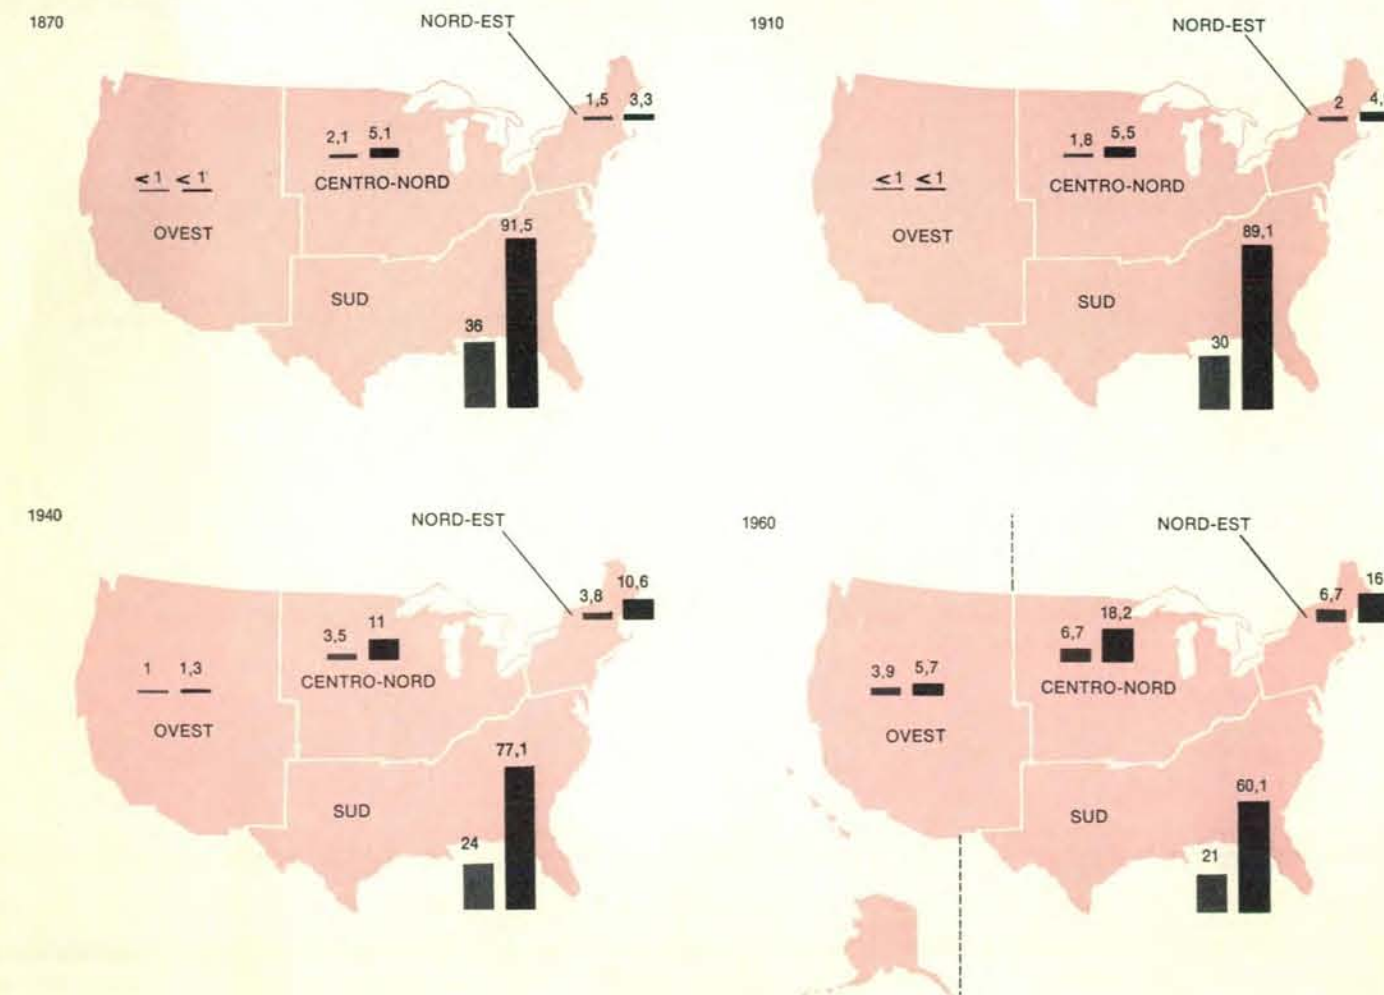 1870
NORD-EST
1,5 3,3
2,1 5,1
CENTRO-NORD
< 1 < 1
OVEST
91,5
SUD
36
1910
NORD-EST
2
1,8 5,5
CENTRO-NORD
< 1 < 1
OVEST
89,1
SUD
30
1940
NORD-EST
3,8 10,6
3,5 11
CENTRO-NORD
1 1,3
OVEST
77,1
SUD
24
1960
NORD-EST
6,7 16
6,7 18,2
CENTRO-NORD
3,9 5,7
OVEST
60,1
SUD
21